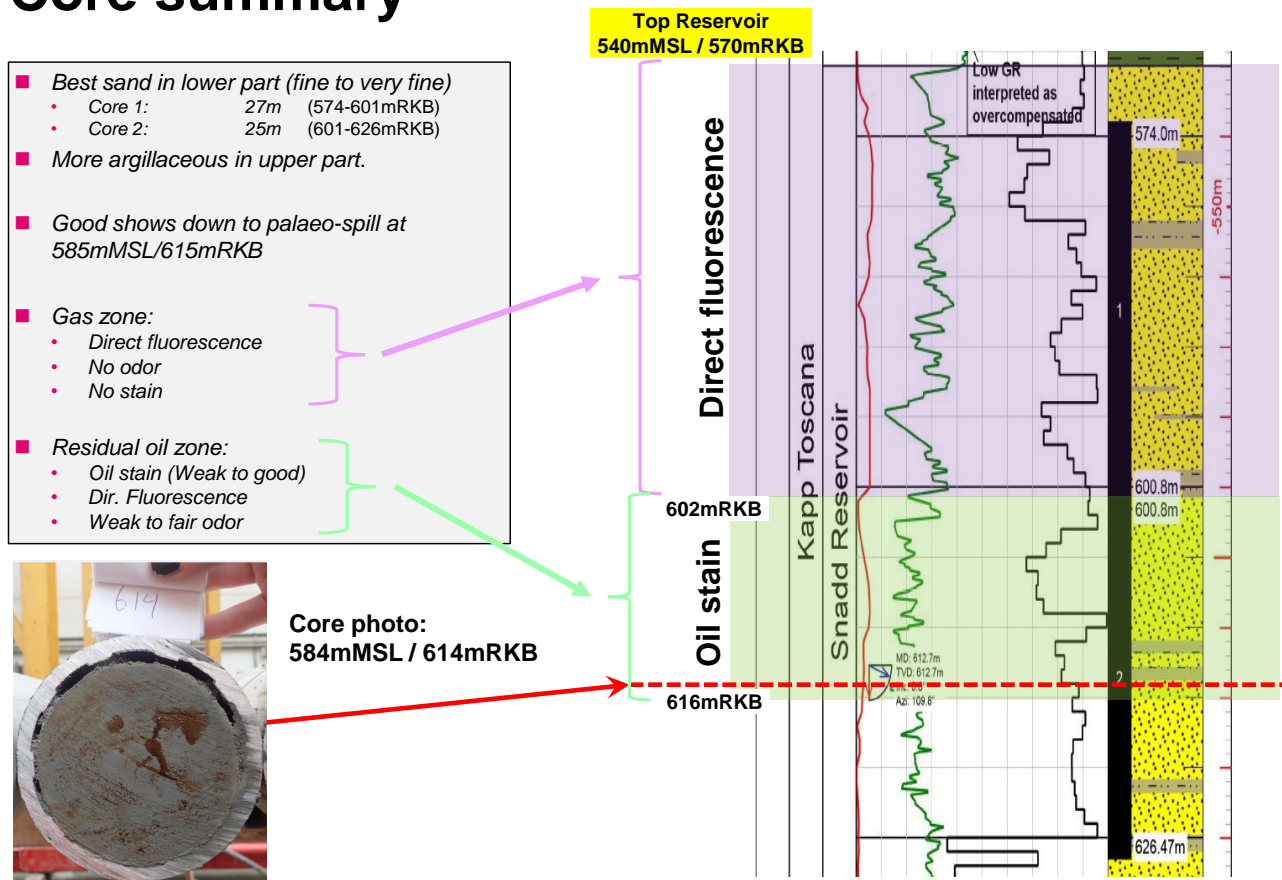 Core summary
Top Reservoir
540mMSL / 570mRKB
Best sand in lower part (fine to very fine)
Core 1: 27m (574-601mRKB)
Core 2: 25m (601-626mRKB)
More argillaceous in upper part.
Good shows down to palaeo-spill at
585mMSL/615mRKB
Gas zone:
Direct fluorescence
No odor
No stain
Residual oil zone:
Oil stain (Weak to good)
Dir. Fluorescence
Weak to fair odor
614
Core photo:
584mMSL / 614mRKB
Direct fluorescence
602mRKB
Oil stain
616mRKB
Kapp Toscana
Snadd Reservoir
Low GR
interpreted as
overcompensated
MD: 612.7m
TVD: 612.7m
Azi: 109.8°
1
2
574.0m
600.8m
600.8m
626.47m
-550m